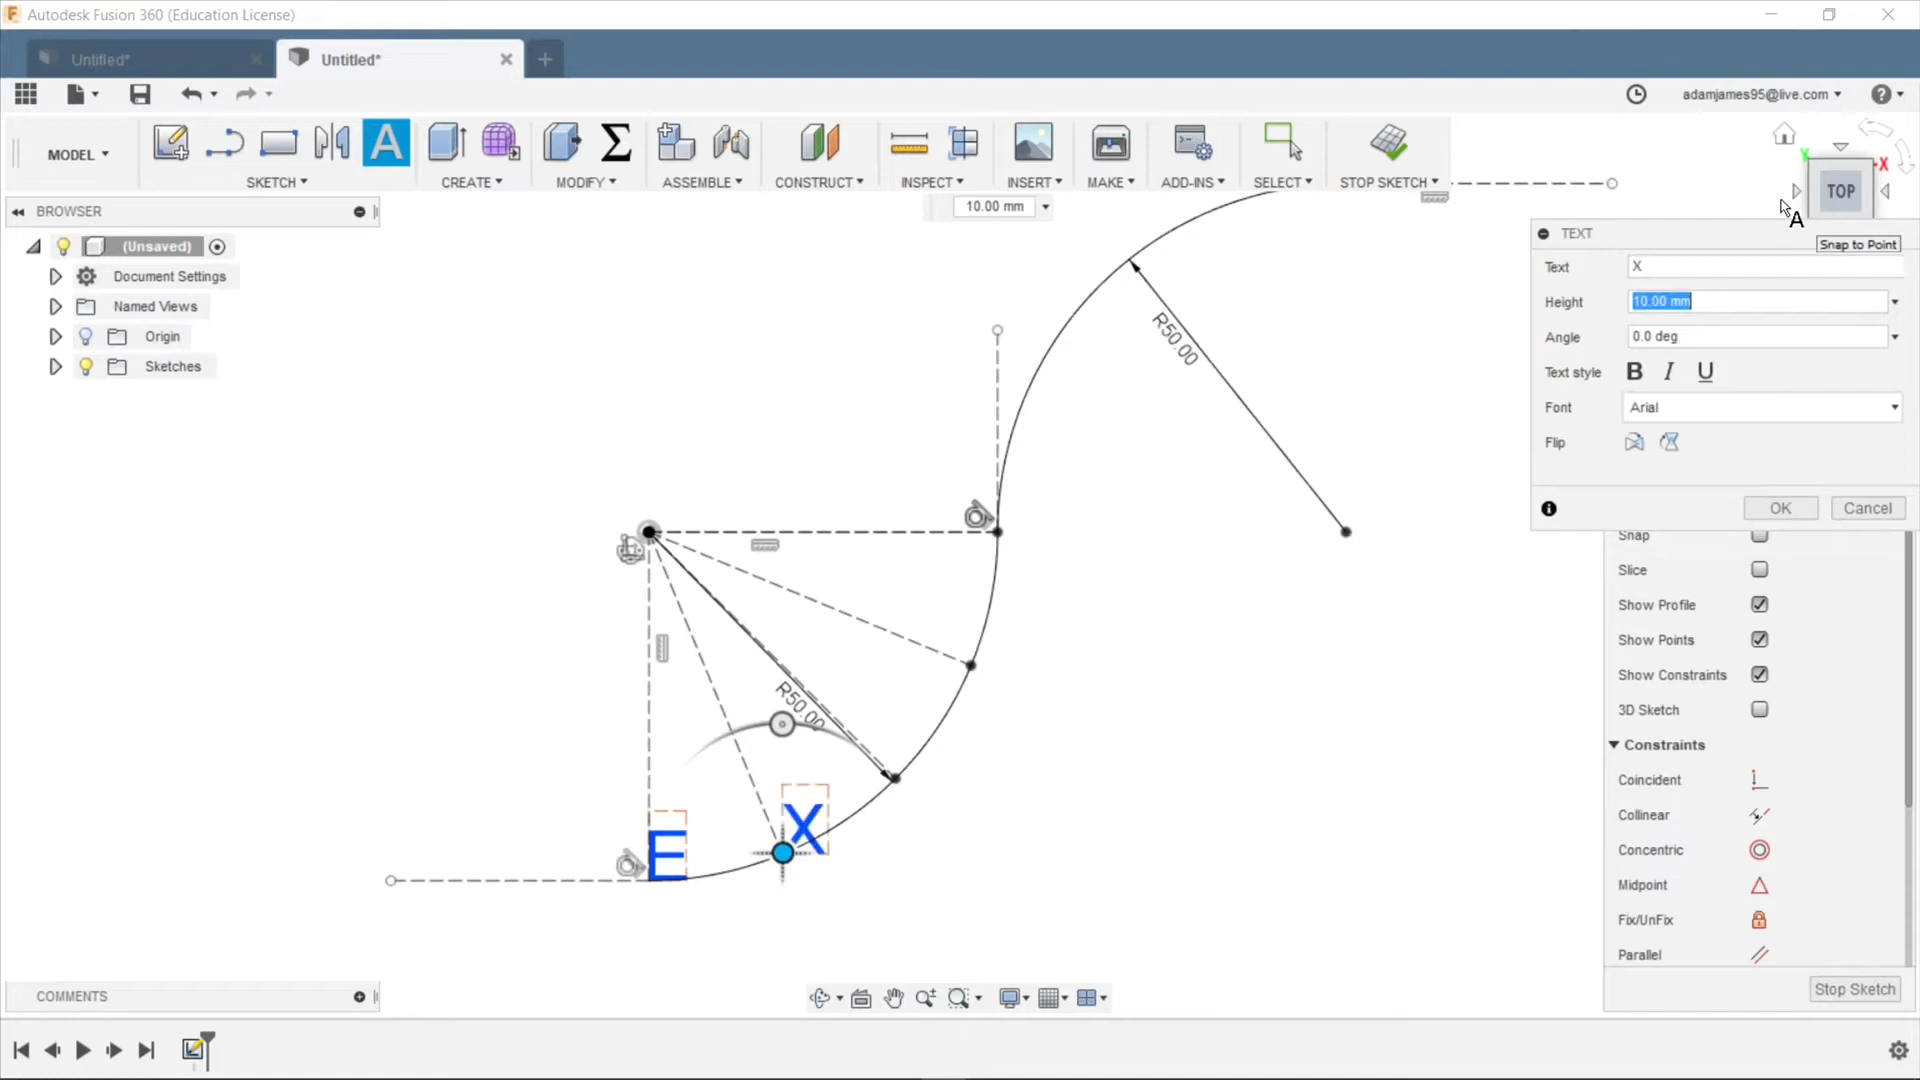 Autodesk Fusion 360 (Education License)
Untitled*
Untitled*
adamjames95@live.com
MODEL
A
SKETCH
CREATE
MODIFY
ASSEMBLE
CONSTRUCT
INSPECT
INSERT
MAKE
ADD-INS
SELECT
STOP SKETCH
Y
X
TOP
A
BROWSER
10.00 mm
(Unsaved)
Document Settings
Named Views
Origin
Sketches
TEXT
Snap to Point
Text X
Height 10.00 mm
Angle 0.0 deg
Text style B I U
Font Arial
Flip
OK Cancel
Snap
Slice
Show Profile
Show Points
Show Constraints
3D Sketch
Constraints
Coincident
Collinear
Concentric
Midpoint
Fix/UnFix
Parallel
Stop Sketch
R50.00
R50.00
E
X
COMMENTS